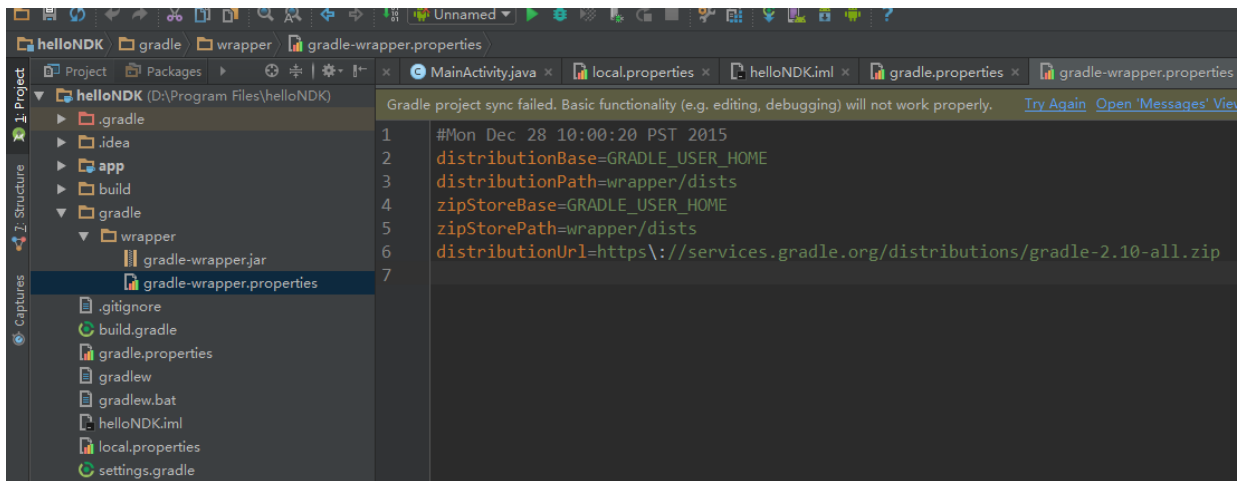 Unnamed
helloNDK gradle wrapper gradle-wrapper.properties
Project Packages
MainActivity.java local.properties helloNDK.iml gradle.properties gradle-wrapper.properties
1: Project
7: Structure
Captures
helloNDK (D:\Program Files\helloNDK)
.gradle
.idea
app
build
gradle
wrapper
gradle-wrapper.jar
gradle-wrapper.properties
.gitignore
build.gradle
gradle.properties
gradlew
gradlew.bat
helloNDK.iml
local.properties
settings.gradle
Gradle project sync failed. Basic functionality (e.g. editing, debugging) will not work properly. Try Again Open 'Messages' View
1 #Mon Dec 28 10:00:20 PST 2015
2 distributionBase=GRADLE_USER_HOME
3 distributionPath=wrapper/dists
4 zipStoreBase=GRADLE_USER_HOME
5 zipStorePath=wrapper/dists
6 distributionUrl=https\://services.gradle.org/distributions/gradle-2.10-all.zip
7